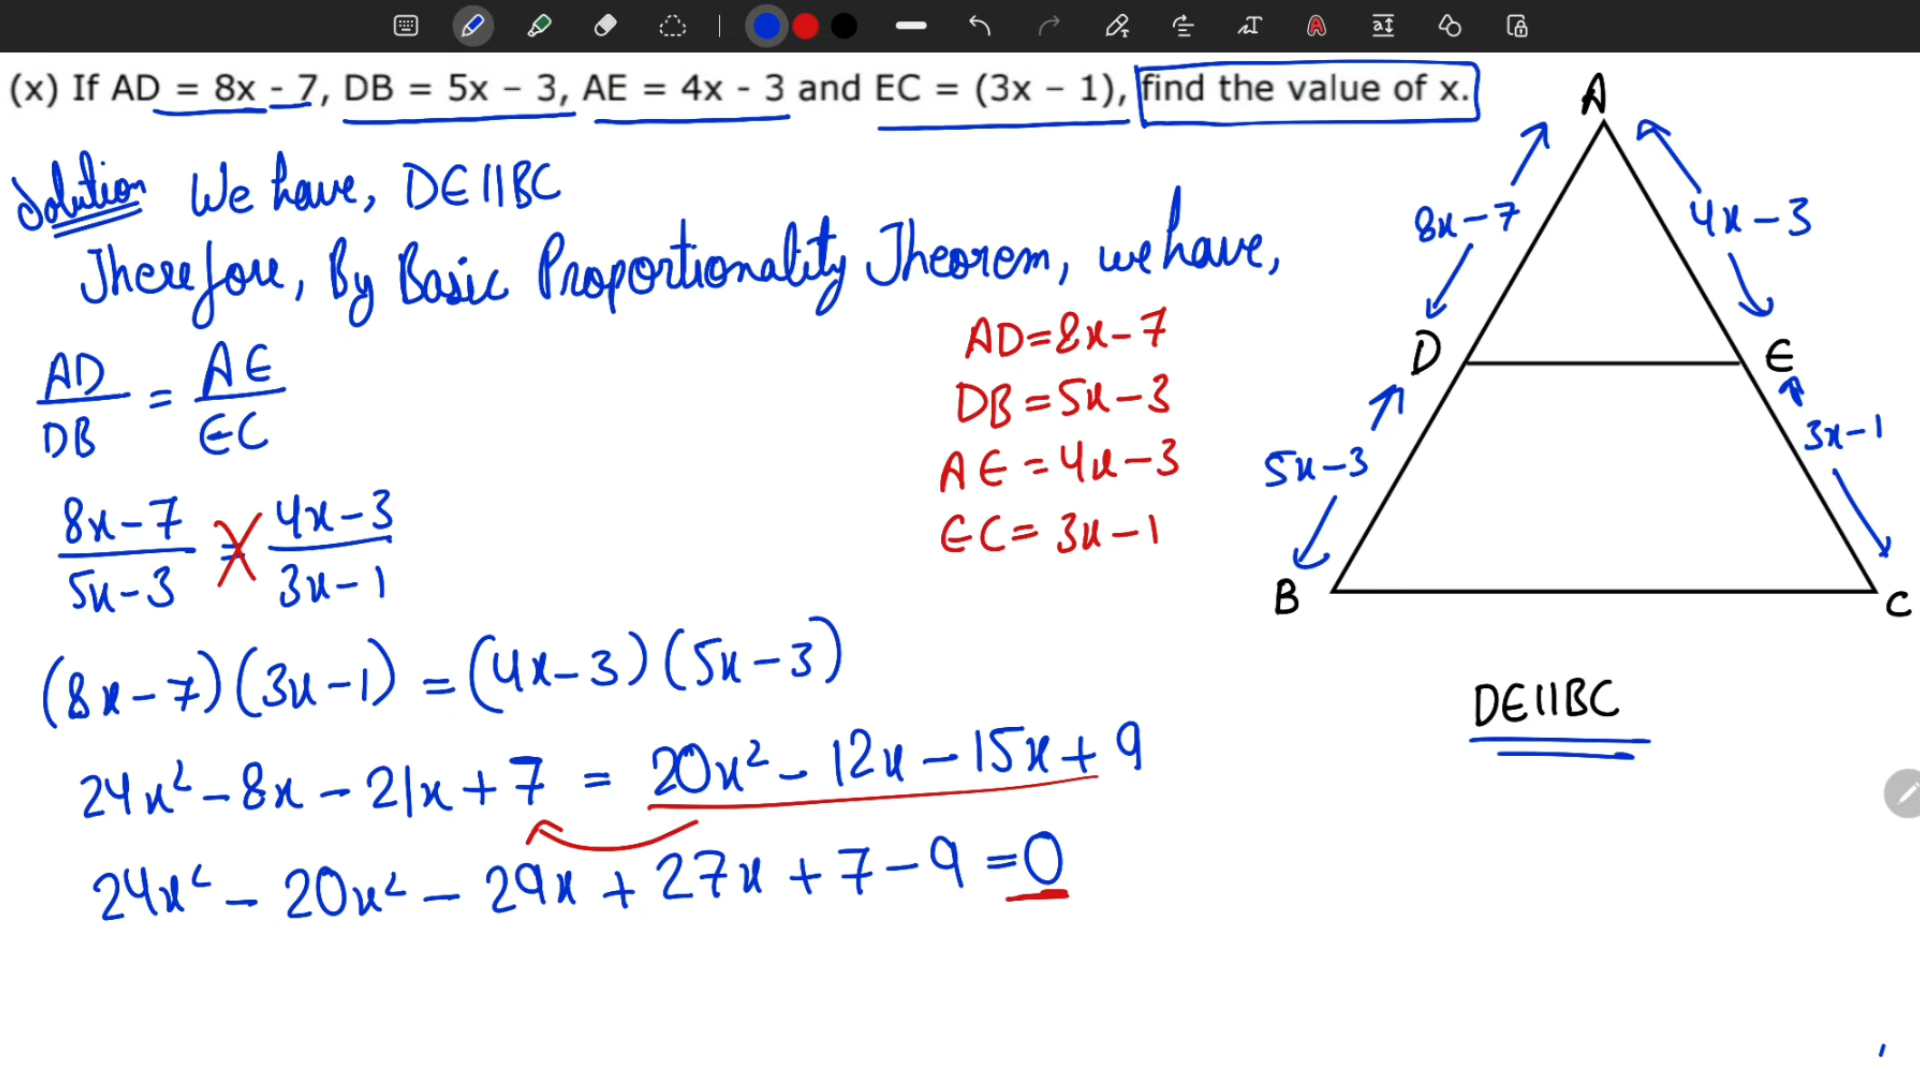 (x) If AD = 8x - 7, DB = 5x – 3, AE = 4x - 3 and EC = (3x – 1), find the value of x.
Solution We have, DE||BC
Therefore, By Basic Proportionality Theorem, we have,
AD/DB = AE/EC
8x-7/5x-3 = 4x-3/3x-1
(8x-7)(3x-1) = (4x-3)(5x-3)
24x² - 8x - 21x + 7 = 20x² - 12x - 15x + 9
24x² - 20x² - 29x + 27x + 7 - 9 = 0
AD = 8x-7
DB = 5x-3
AE = 4x-3
EC = 3x-1
A
8x-7
4x-3
D
E
5x-3
3x-1
B
C
DE||BC